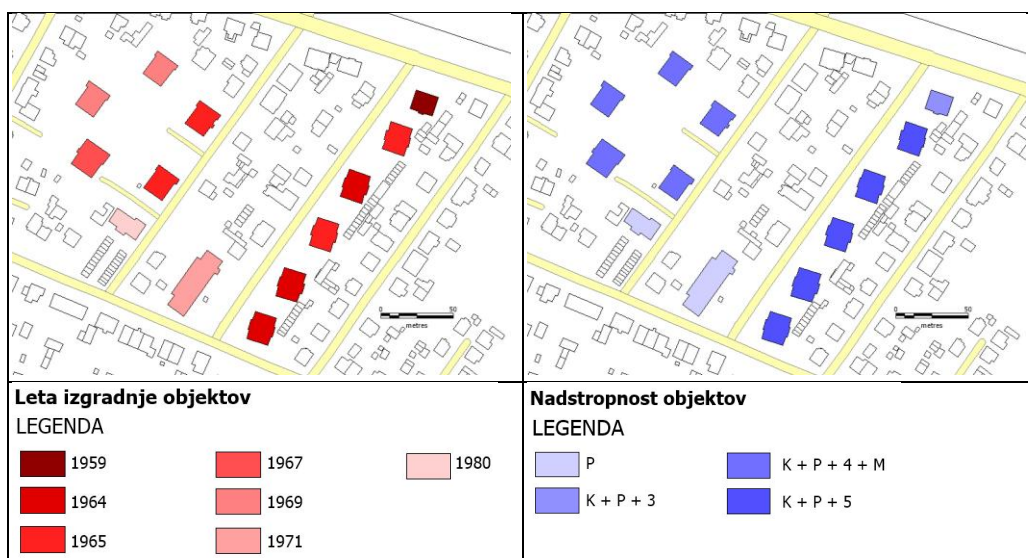 0 50
metres
0 50
metres
Leta izgradnje objektov
LEGENDA
1959
1964
1965
1967
1969
1971
1980
Nadstropnost objektov
LEGENDA
P
K + P + 3
K + P + 4 + M
K + P + 5